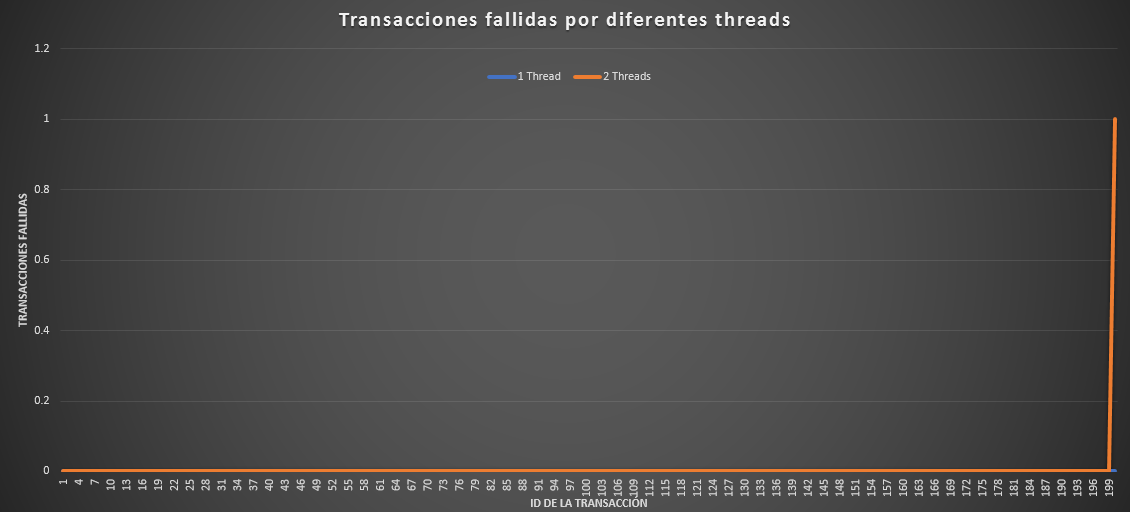 Transacciones fallidas por diferentes threads
1.2
1 Thread 2 Threads
1
0.8
0.6
0.4
0.2
0
TRANSACCIONES FALLIDAS
1 4 7 10 13 16 19 22 25 28 31 34 37 40 43 46 49 52 55 58 61 64 67 70 73 76 79 82 85 88 91 94 97 100 103 106 109 112 115 118 121 124 127 130 133 136 139 142 145 148 151 154 157 160 163 166 169 172 175 178 181 184 187 190 193 196 199
ID DE LA TRANSACCIÓN